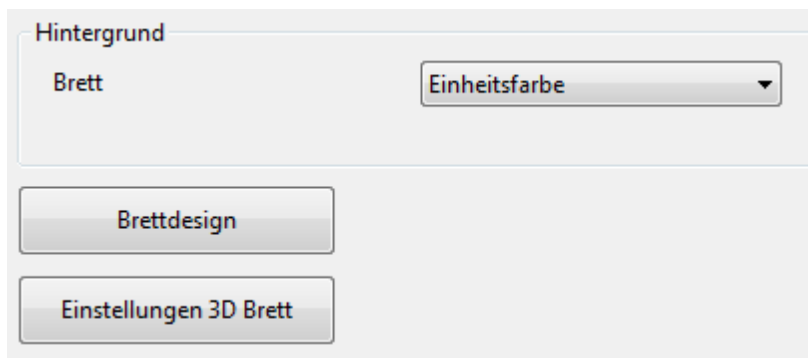 Hintergrund
Brett Einheitsfarbe
Brettdesign
Einstellungen 3D Brett